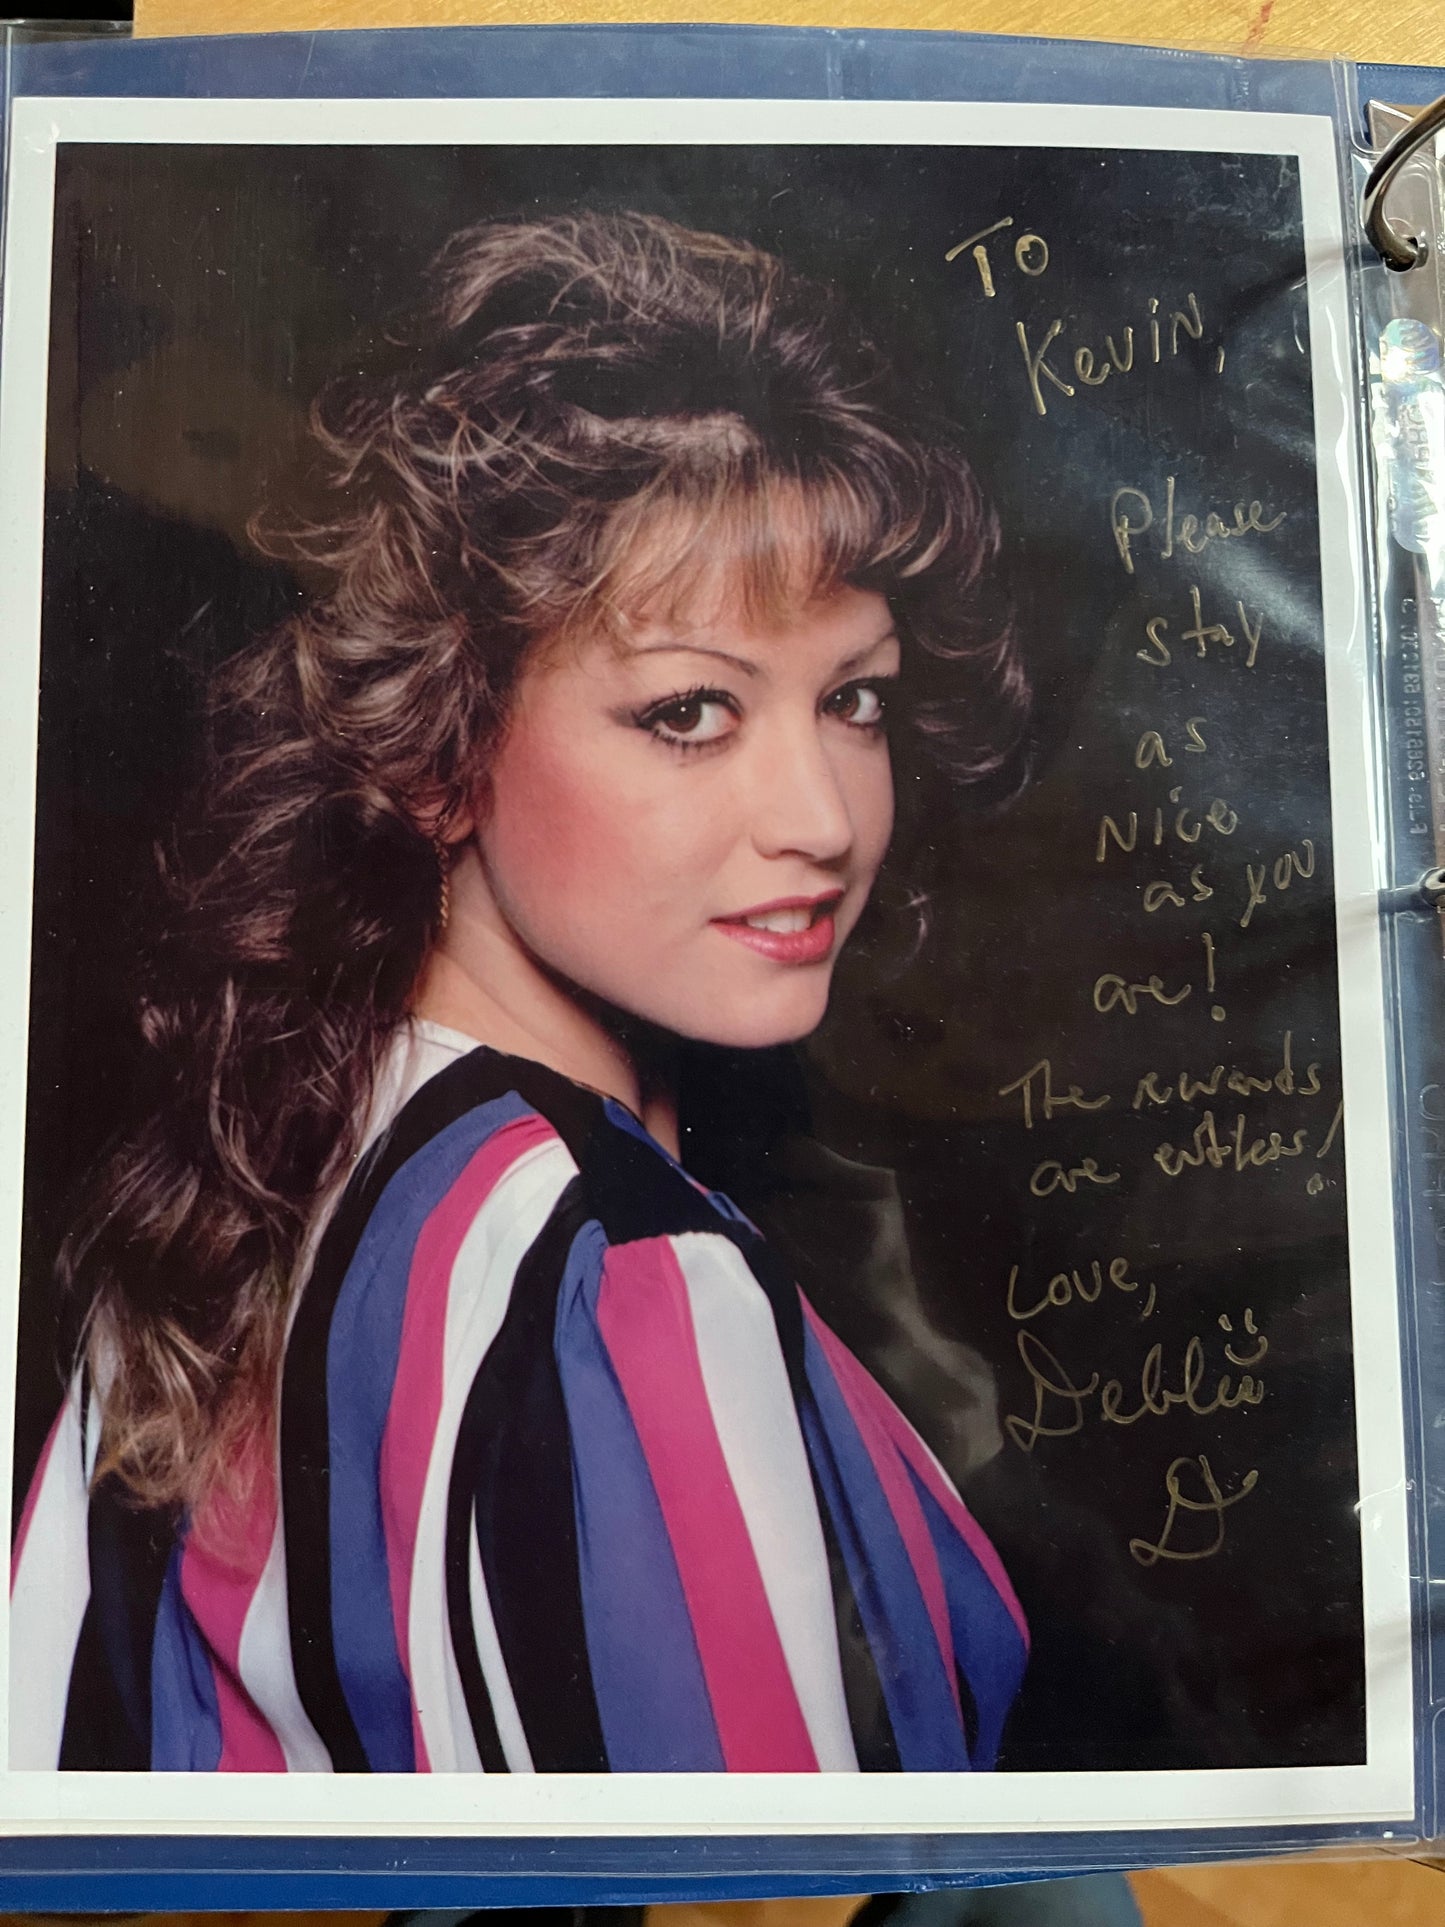 To
Kevin,
Please
stay
as
Nice
as you
are!
The rewards
are endless!
Love,
Debbie
D